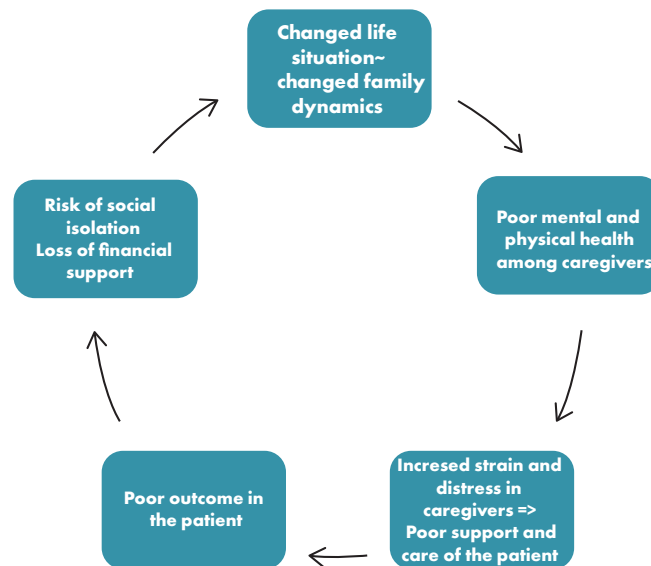 Changed life
situation~
changed family
dynamics
Poor mental and
physical health
among caregivers
Incresed strain and
distress in
caregivers =>
Poor support and
care of the patient
Poor outcome in
the patient
Risk of social
isolation
Loss of financial
support